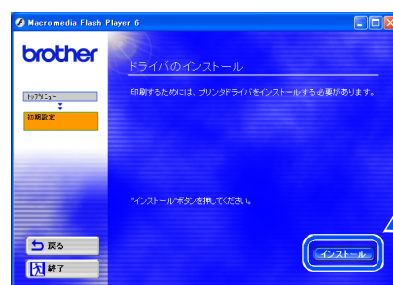 Macromedia Flash Player 6
brother
ドライバのインストール
印刷するためには、プリンタドライバをインストールする必要があります。
トップメニュー
初期設定
"インストール"ボタンを押してください。
戻る
インストール
終了